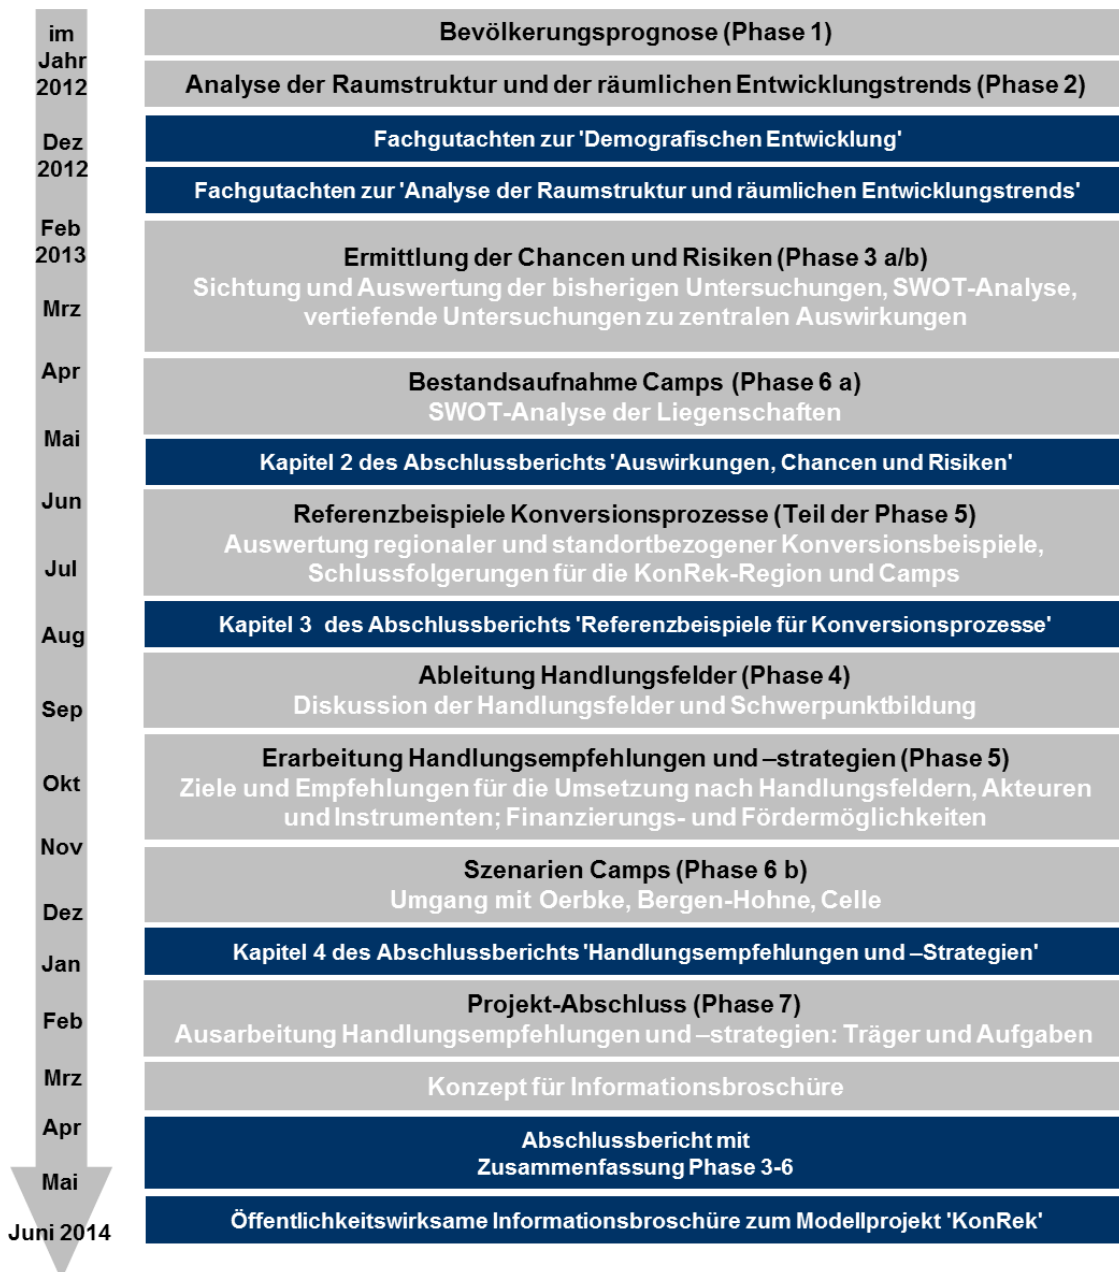 im
Jahr
2012
Bevölkerungsprognose (Phase 1)
Analyse der Raumstruktur und der räumlichen Entwicklungstrends (Phase 2)
Dez
2012
Fachgutachten zur 'Demografischen Entwicklung'
Fachgutachten zur 'Analyse der Raumstruktur und räumlichen Entwicklungstrends'
Feb
2013
Mrz
Ermittlung der Chancen und Risiken (Phase 3 a/b)
Sichtung und Auswertung der bisherigen Untersuchungen, SWOT-Analyse,
vertiefende Untersuchungen zu zentralen Auswirkungen
Apr
Bestandsaufnahme Camps (Phase 6 a)
SWOT-Analyse der Liegenschaften
Mai
Kapitel 2 des Abschlussberichts 'Auswirkungen, Chancen und Risiken'
Jun
Referenzbeispiele Konversionsprozesse (Teil der Phase 5)
Auswertung regionaler und standortbezogener Konversionsbeispiele,
Schlussfolgerungen für die KonRek-Region und Camps
Jul
Aug
Kapitel 3 des Abschlussberichts 'Referenzbeispiele für Konversionsprozesse'
Ableitung Handlungsfelder (Phase 4)
Diskussion der Handlungsfelder und Schwerpunktbildung
Sep
Erarbeitung Handlungsempfehlungen und –strategien (Phase 5)
Ziele und Empfehlungen für die Umsetzung nach Handlungsfeldern, Akteuren
und Instrumenten; Finanzierungs- und Fördermöglichkeiten
Okt
Nov
Szenarien Camps (Phase 6 b)
Umgang mit Oerbke, Bergen-Hohne, Celle
Dez
Jan
Kapitel 4 des Abschlussberichts 'Handlungsempfehlungen und –Strategien'
Projekt-Abschluss (Phase 7)
Ausarbeitung Handlungsempfehlungen und –strategien: Träger und Aufgaben
Feb
Mrz
Konzept für Informationsbroschüre
Apr
Abschlussbericht mit
Zusammenfassung Phase 3-6
Mai
Juni 2014
Öffentlichkeitswirksame Informationsbroschüre zum Modellprojekt 'KonRek'